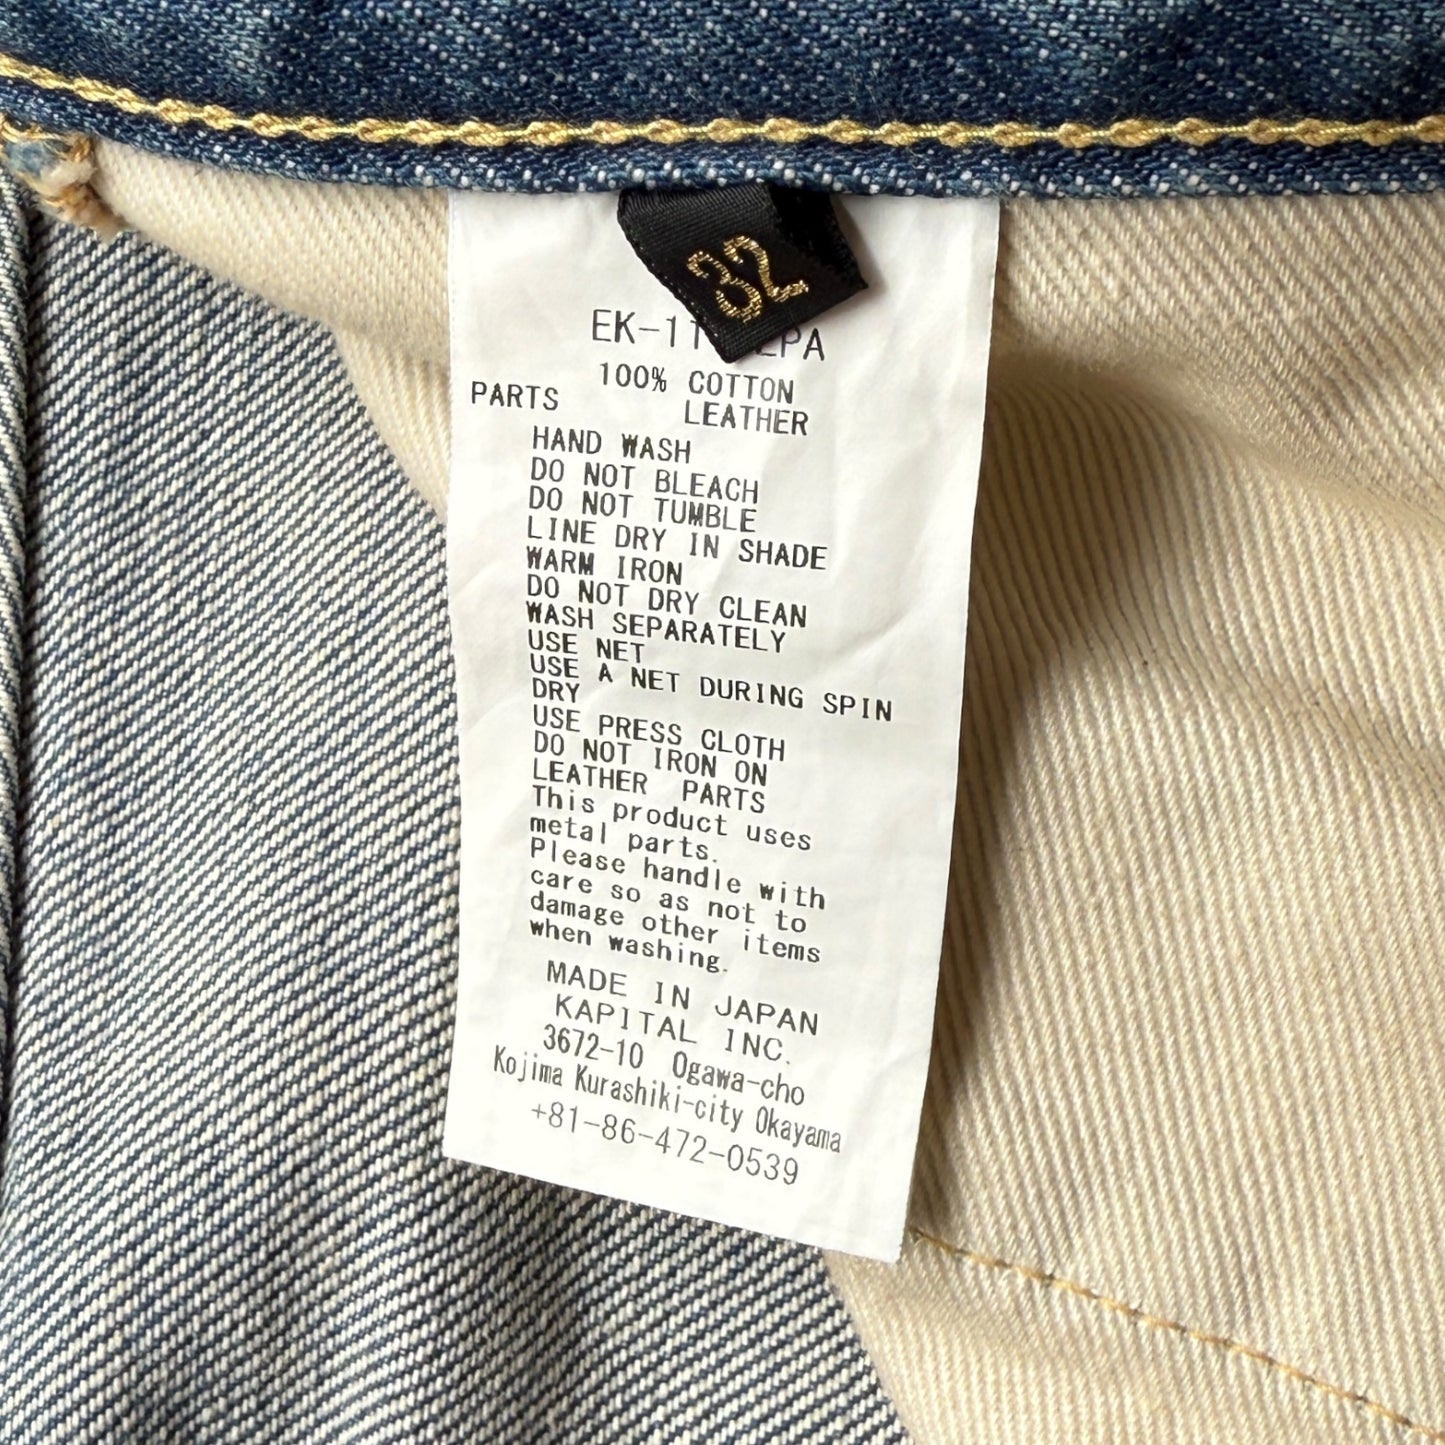 32
100% COTTON
PARTS LEATHER
HAND WASH
DO NOT BLEACH
DO NOT TUMBLE
LINE DRY IN SHADE
WARM IRON
DO NOT DRY CLEAN
WASH SEPARATELY
USE NET
USE A NET DURING SPIN
DRY
USE PRESS CLOTH
DO NOT IRON ON
LEATHER PARTS
This product uses
metal parts.
Please handle with
care so as not to
damage other items
when washing.
MADE IN JAPAN
KAPITAL INC.
3672-10 Ogawa-cho
Kojima Kurashiki-city Okayama
+81-86-472-0539